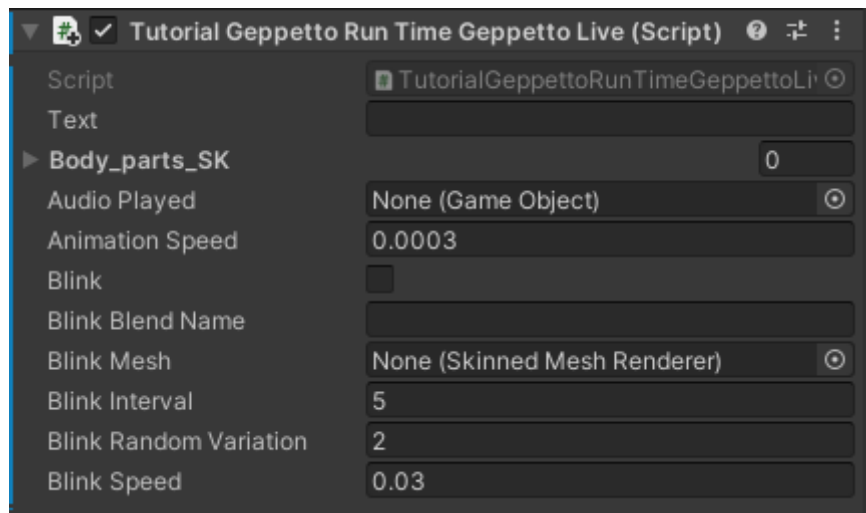 Tutorial Geppetto Run Time Geppetto Live (Script)
Script TutorialGeppettoRunTimeGeppettoLi
Text
Body_parts_SK 0
Audio Played None (Game Object)
Animation Speed 0.0003
Blink
Blink Blend Name
Blink Mesh None (Skinned Mesh Renderer)
Blink Interval 5
Blink Random Variation 2
Blink Speed 0.03